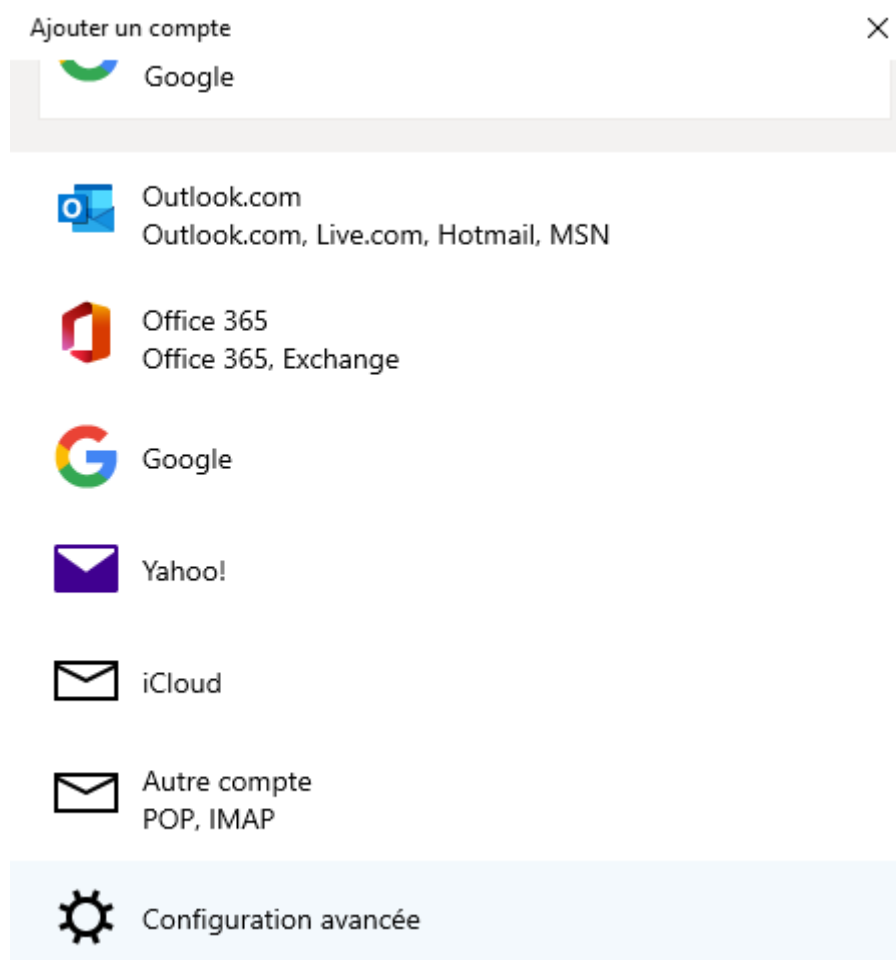 Ajouter un compte
Google
Outlook.com
Outlook.com, Live.com, Hotmail, MSN
Office 365
Office 365, Exchange
Google
Yahoo!
iCloud
Autre compte
POP, IMAP
Configuration avancée